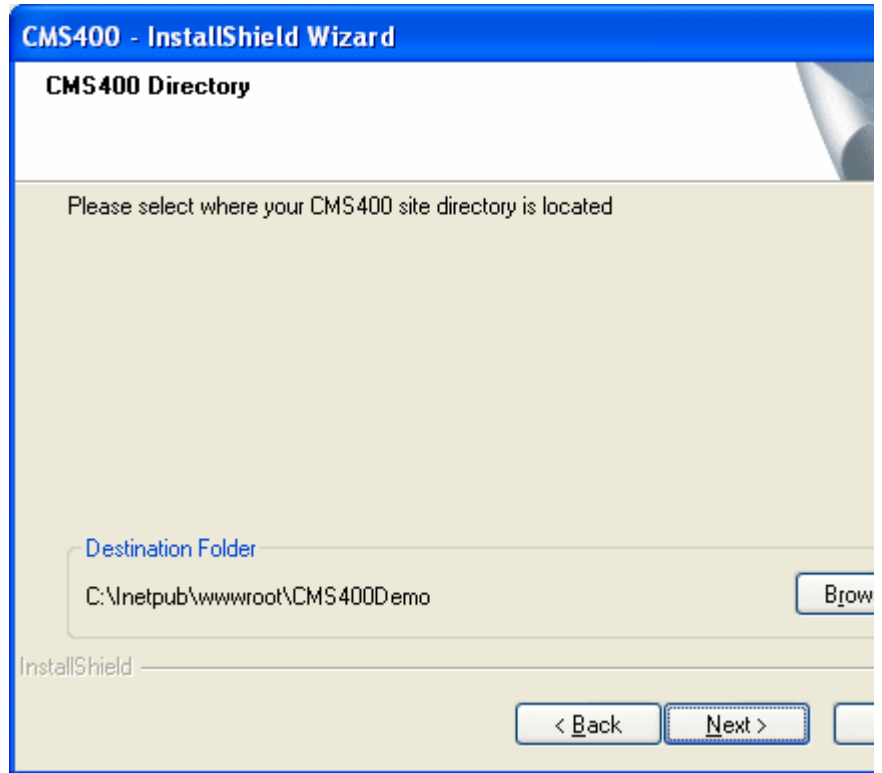 CMS400 - InstallShield Wizard
CMS400 Directory
Please select where your CMS400 site directory is located
Destination Folder
C:\Inetpub\wwwroot\CMS400Demo
Brow
InstallShield
< Back Next >